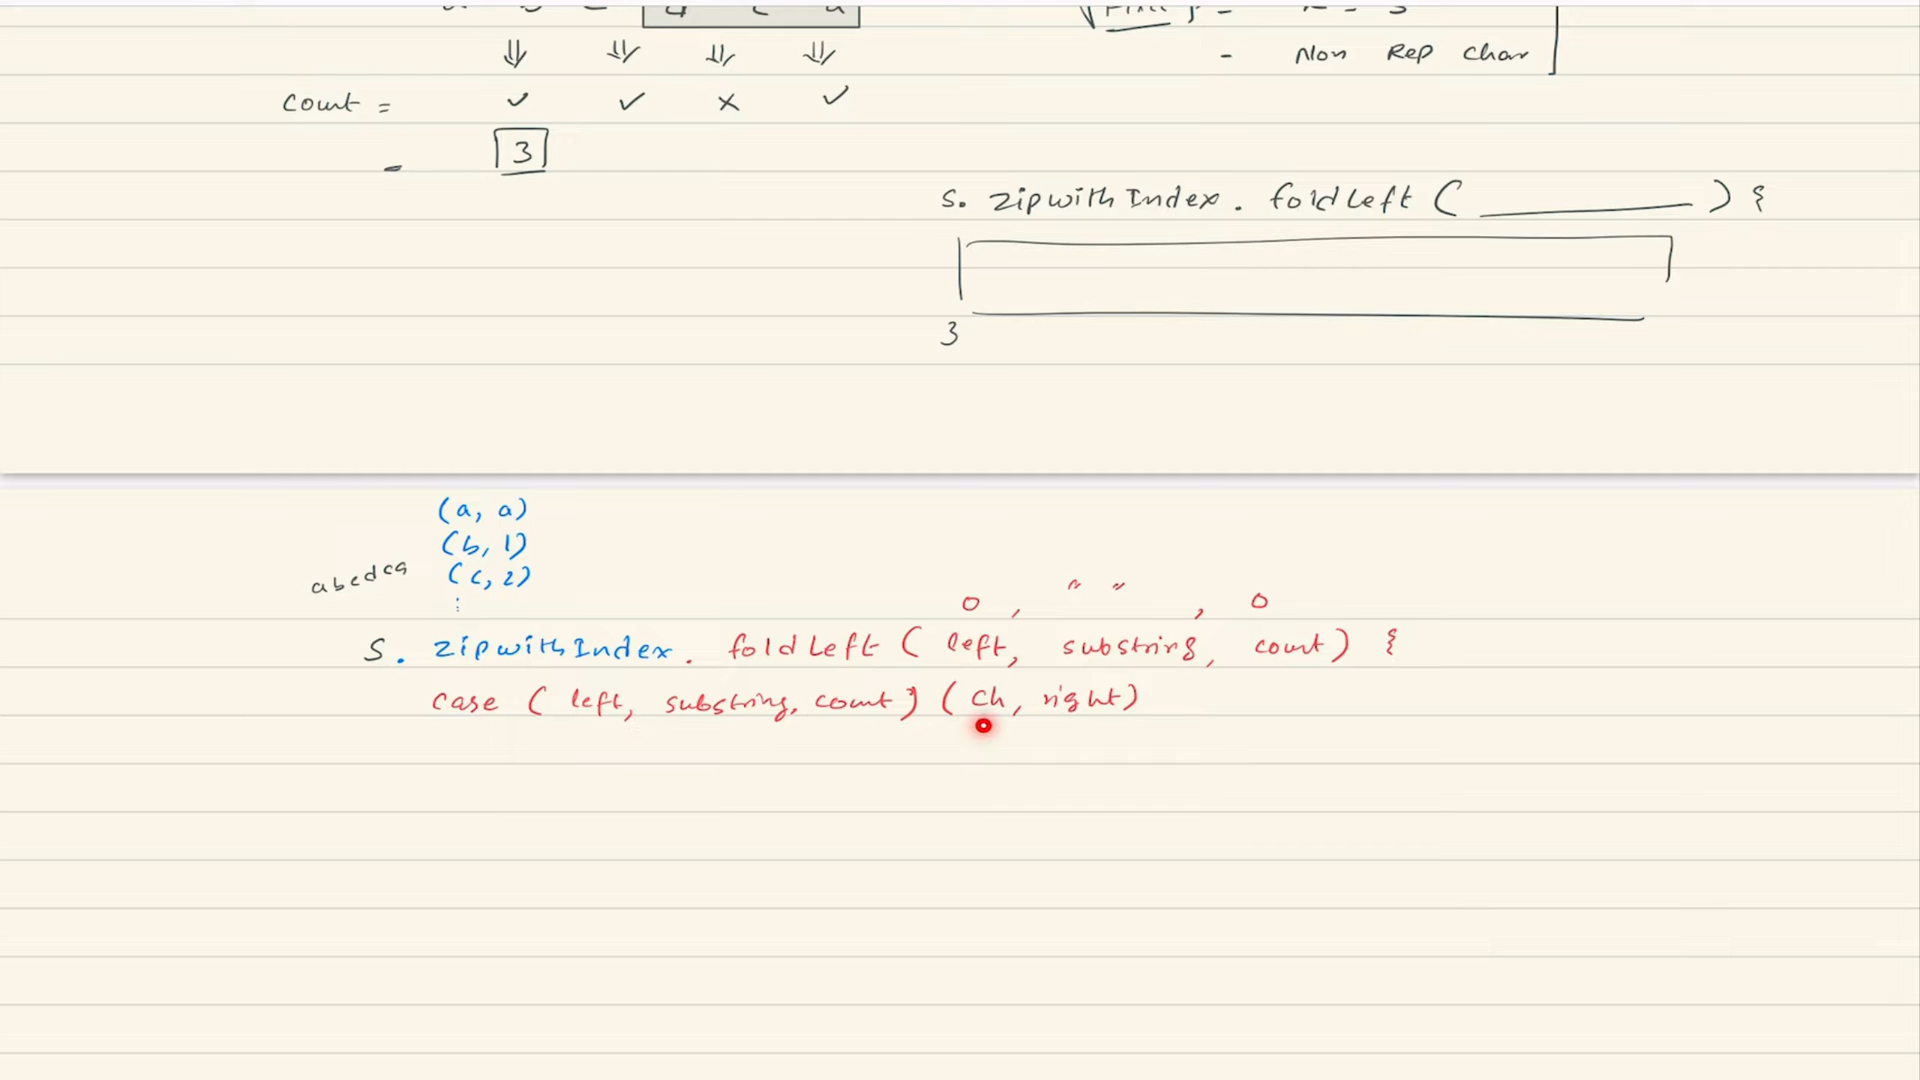 - Non Rep Char
Count = ✓ ✓ × ✓
= 3
S. zipwithIndex. foldLeft ( ________ ) {
}
(a, a)
(b, 1)
abcdca (c, 2)
⋮
0, " ", 0
S. zipwithIndex. foldLeft ( left, substring, count ) {
case ( left, substring, count ) ( ch, right )